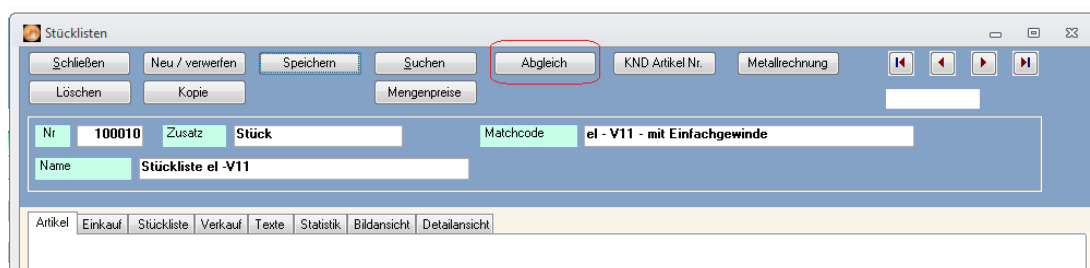 Stücklisten
Schließen Neu / verwerfen Speichern Suchen Abgleich KND Artikel Nr. Metallrechnung
Löschen Kopie Mengenpreise
Nr 100010 Zusatz Stück Matchcode el - V11 - mit Einfachgewinde
Name Stückliste el -V11
Artikel Einkauf Stückliste Verkauf Texte Statistik Bildansicht Detailansicht